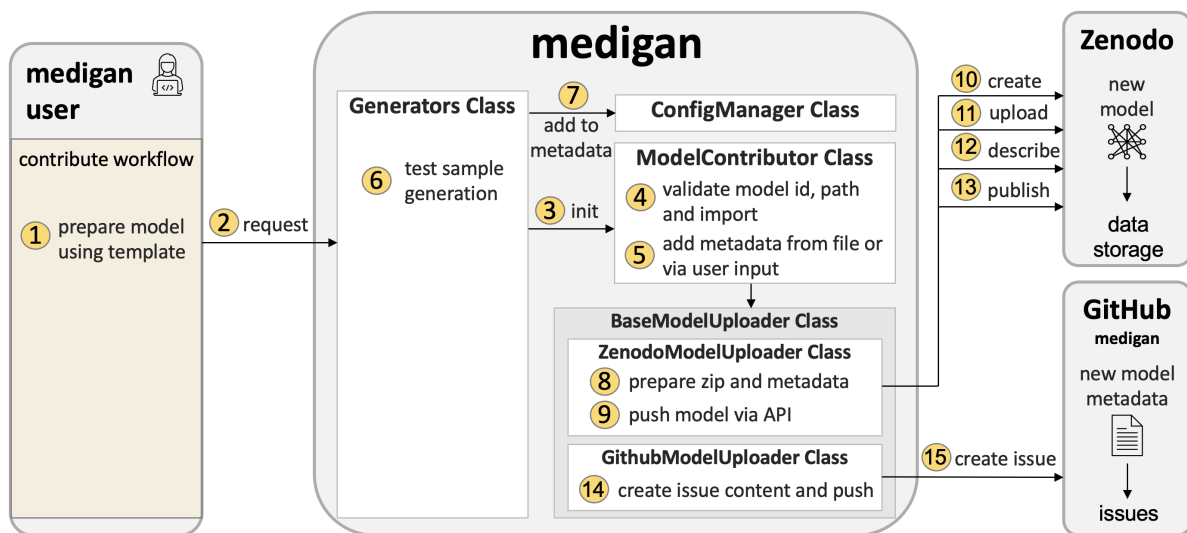 medigan
user
contribute workflow
1 prepare model
using template
2 request
medigan
Generators Class
6 test sample
generation
7
add to
metadata
3 init
ConfigManager Class
ModelContributor Class
4 validate model id, path
and import
5 add metadata from file or
via user input
BaseModelUploader Class
ZenodoModelUploader Class
8 prepare zip and metadata
9 push model via API
GithubModelUploader Class
14 create issue content and push
10 create
11 upload
12 describe
13 publish
15 create issue
Zenodo
new
model
data
storage
GitHub
medigan
new model
metadata
issues